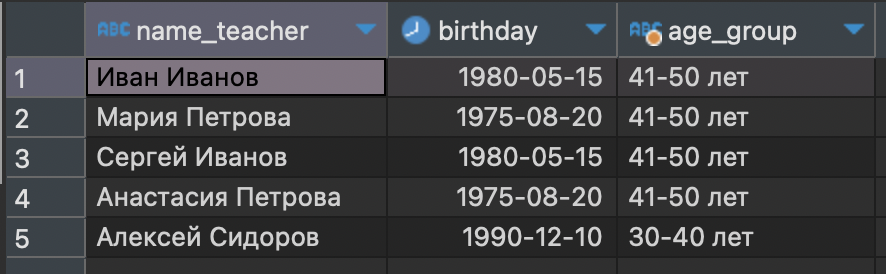 ABC name_teacher birthday ABC age_group
1 Иван Иванов 1980-05-15 41-50 лет
2 Мария Петрова 1975-08-20 41-50 лет
3 Сергей Иванов 1980-05-15 41-50 лет
4 Анастасия Петрова 1975-08-20 41-50 лет
5 Алексей Сидоров 1990-12-10 30-40 лет